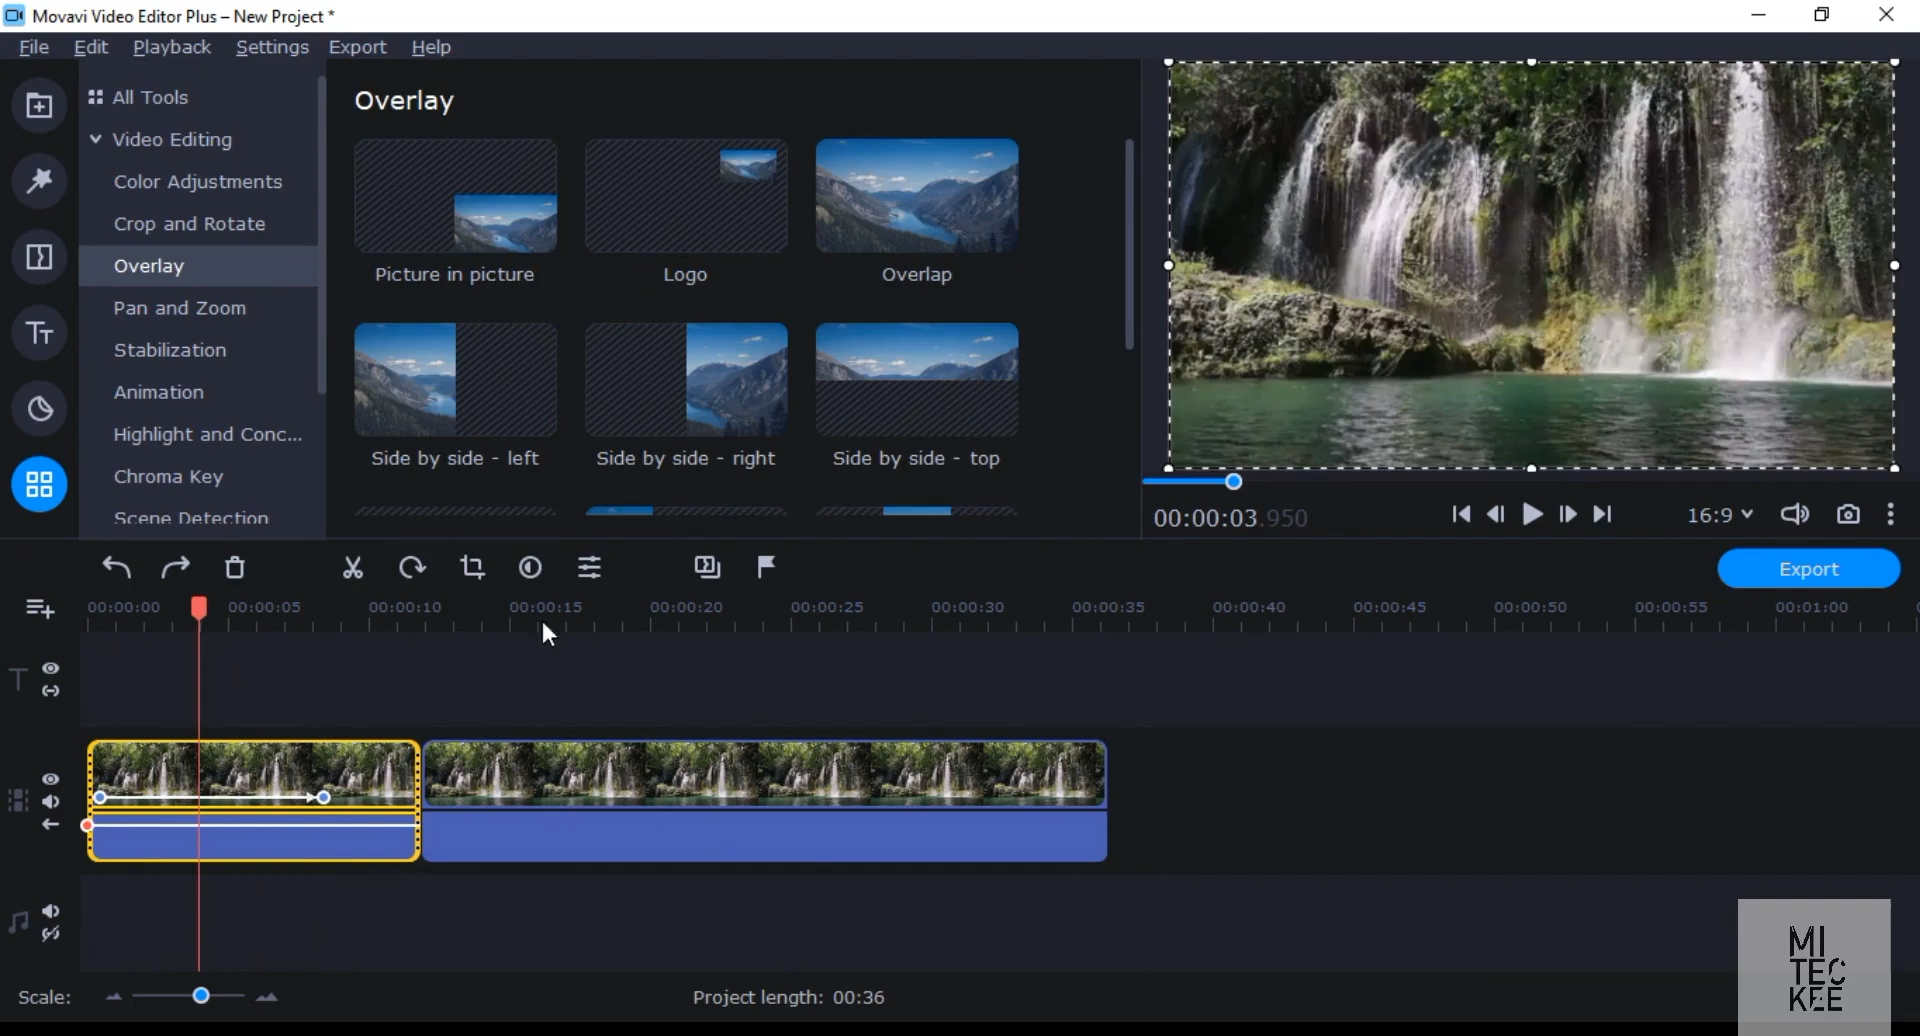 Movavi Video Editor Plus – New Project *
File Edit Playback Settings Export Help
All Tools
Video Editing
Color Adjustments
Crop and Rotate
Overlay
Pan and Zoom
Stabilization
Animation
Highlight and Conc...
Chroma Key
Scene Detection
Overlay
Picture in picture
Logo
Overlap
Side by side - left
Side by side - right
Side by side - top
00:00:03.950
16:9
Export
00:00:00 00:00:05 00:00:10 00:00:15 00:00:20 00:00:25 00:00:30 00:00:35 00:00:40 00:00:45 00:00:50 00:00:55 00:01:00
Scale:
Project length: 00:36
MI
TEC
KEE